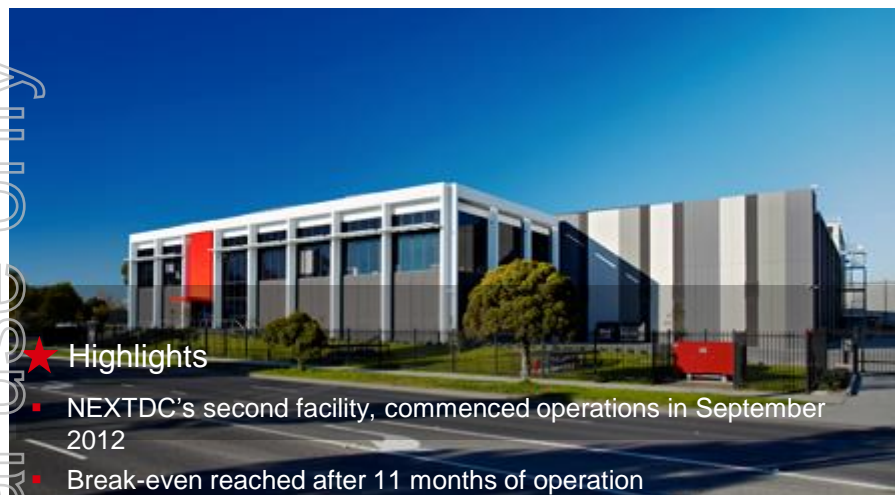 Highlights
NEXTDC's second facility, commenced operations in September
2012
Break-even reached after 11 months of operation